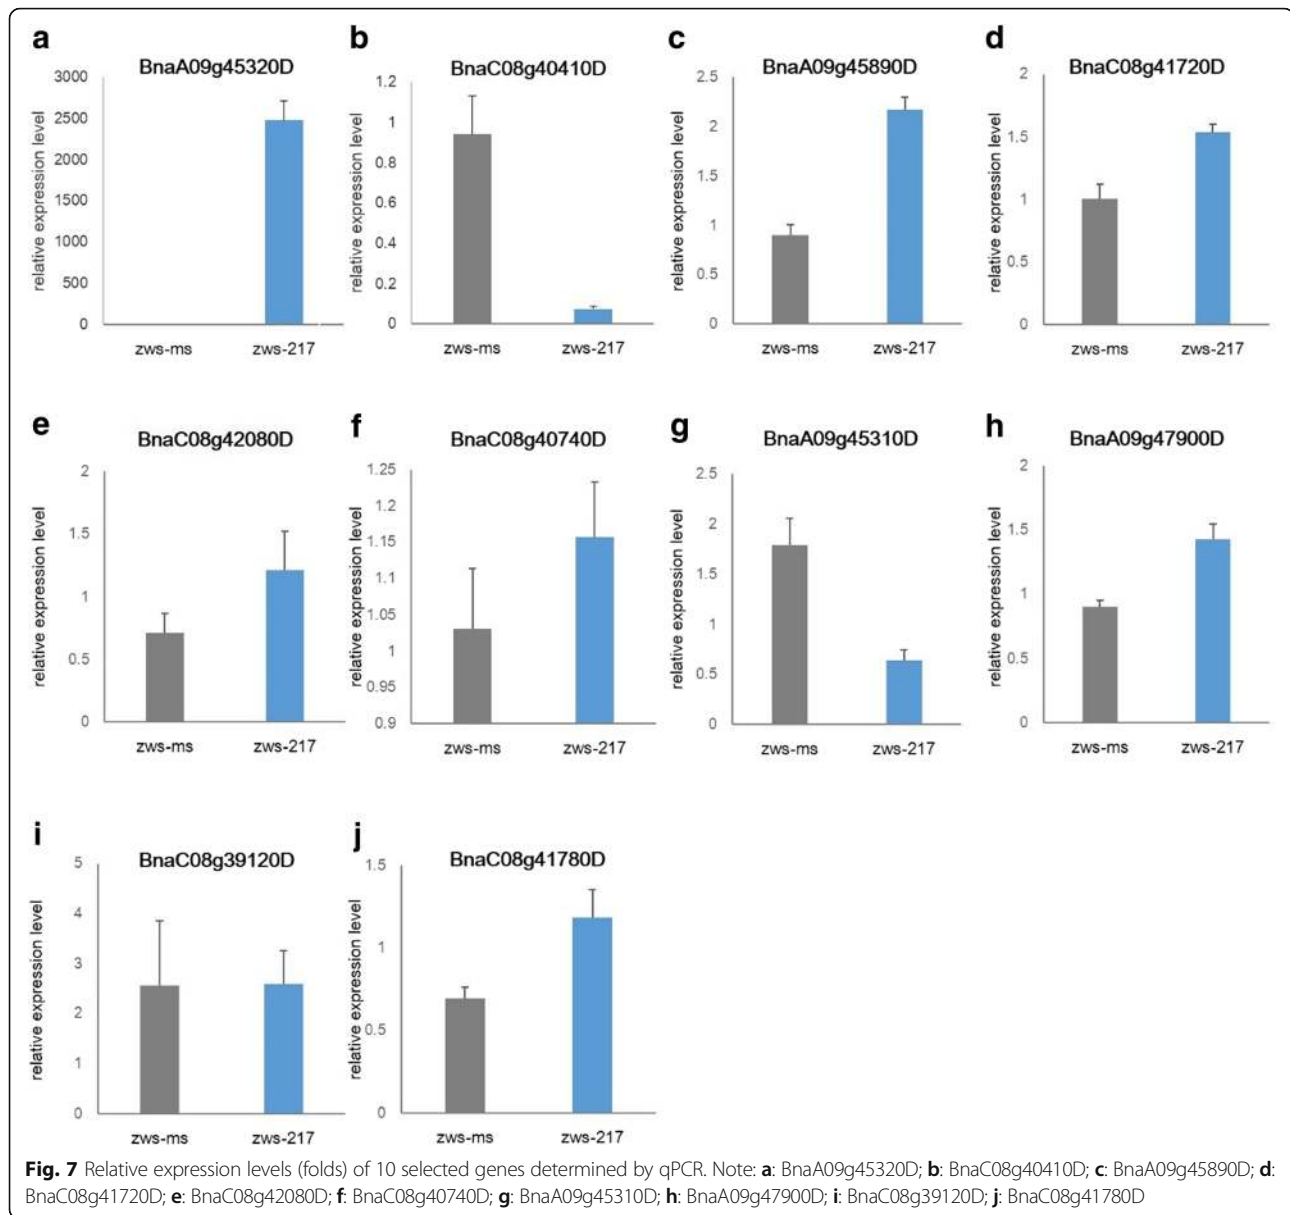 a
BnaA09g45320D
relative expression level
3000
2500
2000
1500
1000
500
0
zws-ms zws-217
b
BnaC08g40410D
relative expression level
1.2
1
0.8
0.6
0.4
0.2
0
zws-ms zws-217
c
BnaA09g45890D
relative expression level
2.5
2
1.5
1
0.5
0
zws-ms zws-217
d
BnaC08g41720D
relative expression level
2
1.5
1
0.5
0
zws-ms zws-217
e
BnaC08g42080D
relative expression level
2
1.5
1
0.5
0
zws-ms zws-217
f
BnaC08g40740D
relative expression level
1.25
1.2
1.15
1.1
1.05
1
0.95
0.9
zws-ms zws-217
g
BnaA09g45310D
relative expression level
2.5
2
1.5
1
0.5
0
zws-ms zws-217
h
BnaA09g47900D
relative expression level
2
1.5
1
0.5
0
zws-ms zws-217
i
BnaC08g39120D
relative expression level
5
4
3
2
1
0
zws-ms zws-217
j
BnaC08g41780D
relative expression level
1.5
1
0.5
0
zws-ms zws-217
Fig. 7 Relative expression levels (folds) of 10 selected genes determined by qPCR. Note: a: BnaA09g45320D; b: BnaC08g40410D; c: BnaA09g45890D; d:
BnaC08g41720D; e: BnaC08g42080D; f: BnaC08g40740D; g: BnaA09g45310D; h: BnaA09g47900D; i: BnaC08g39120D; j: BnaC08g41780D